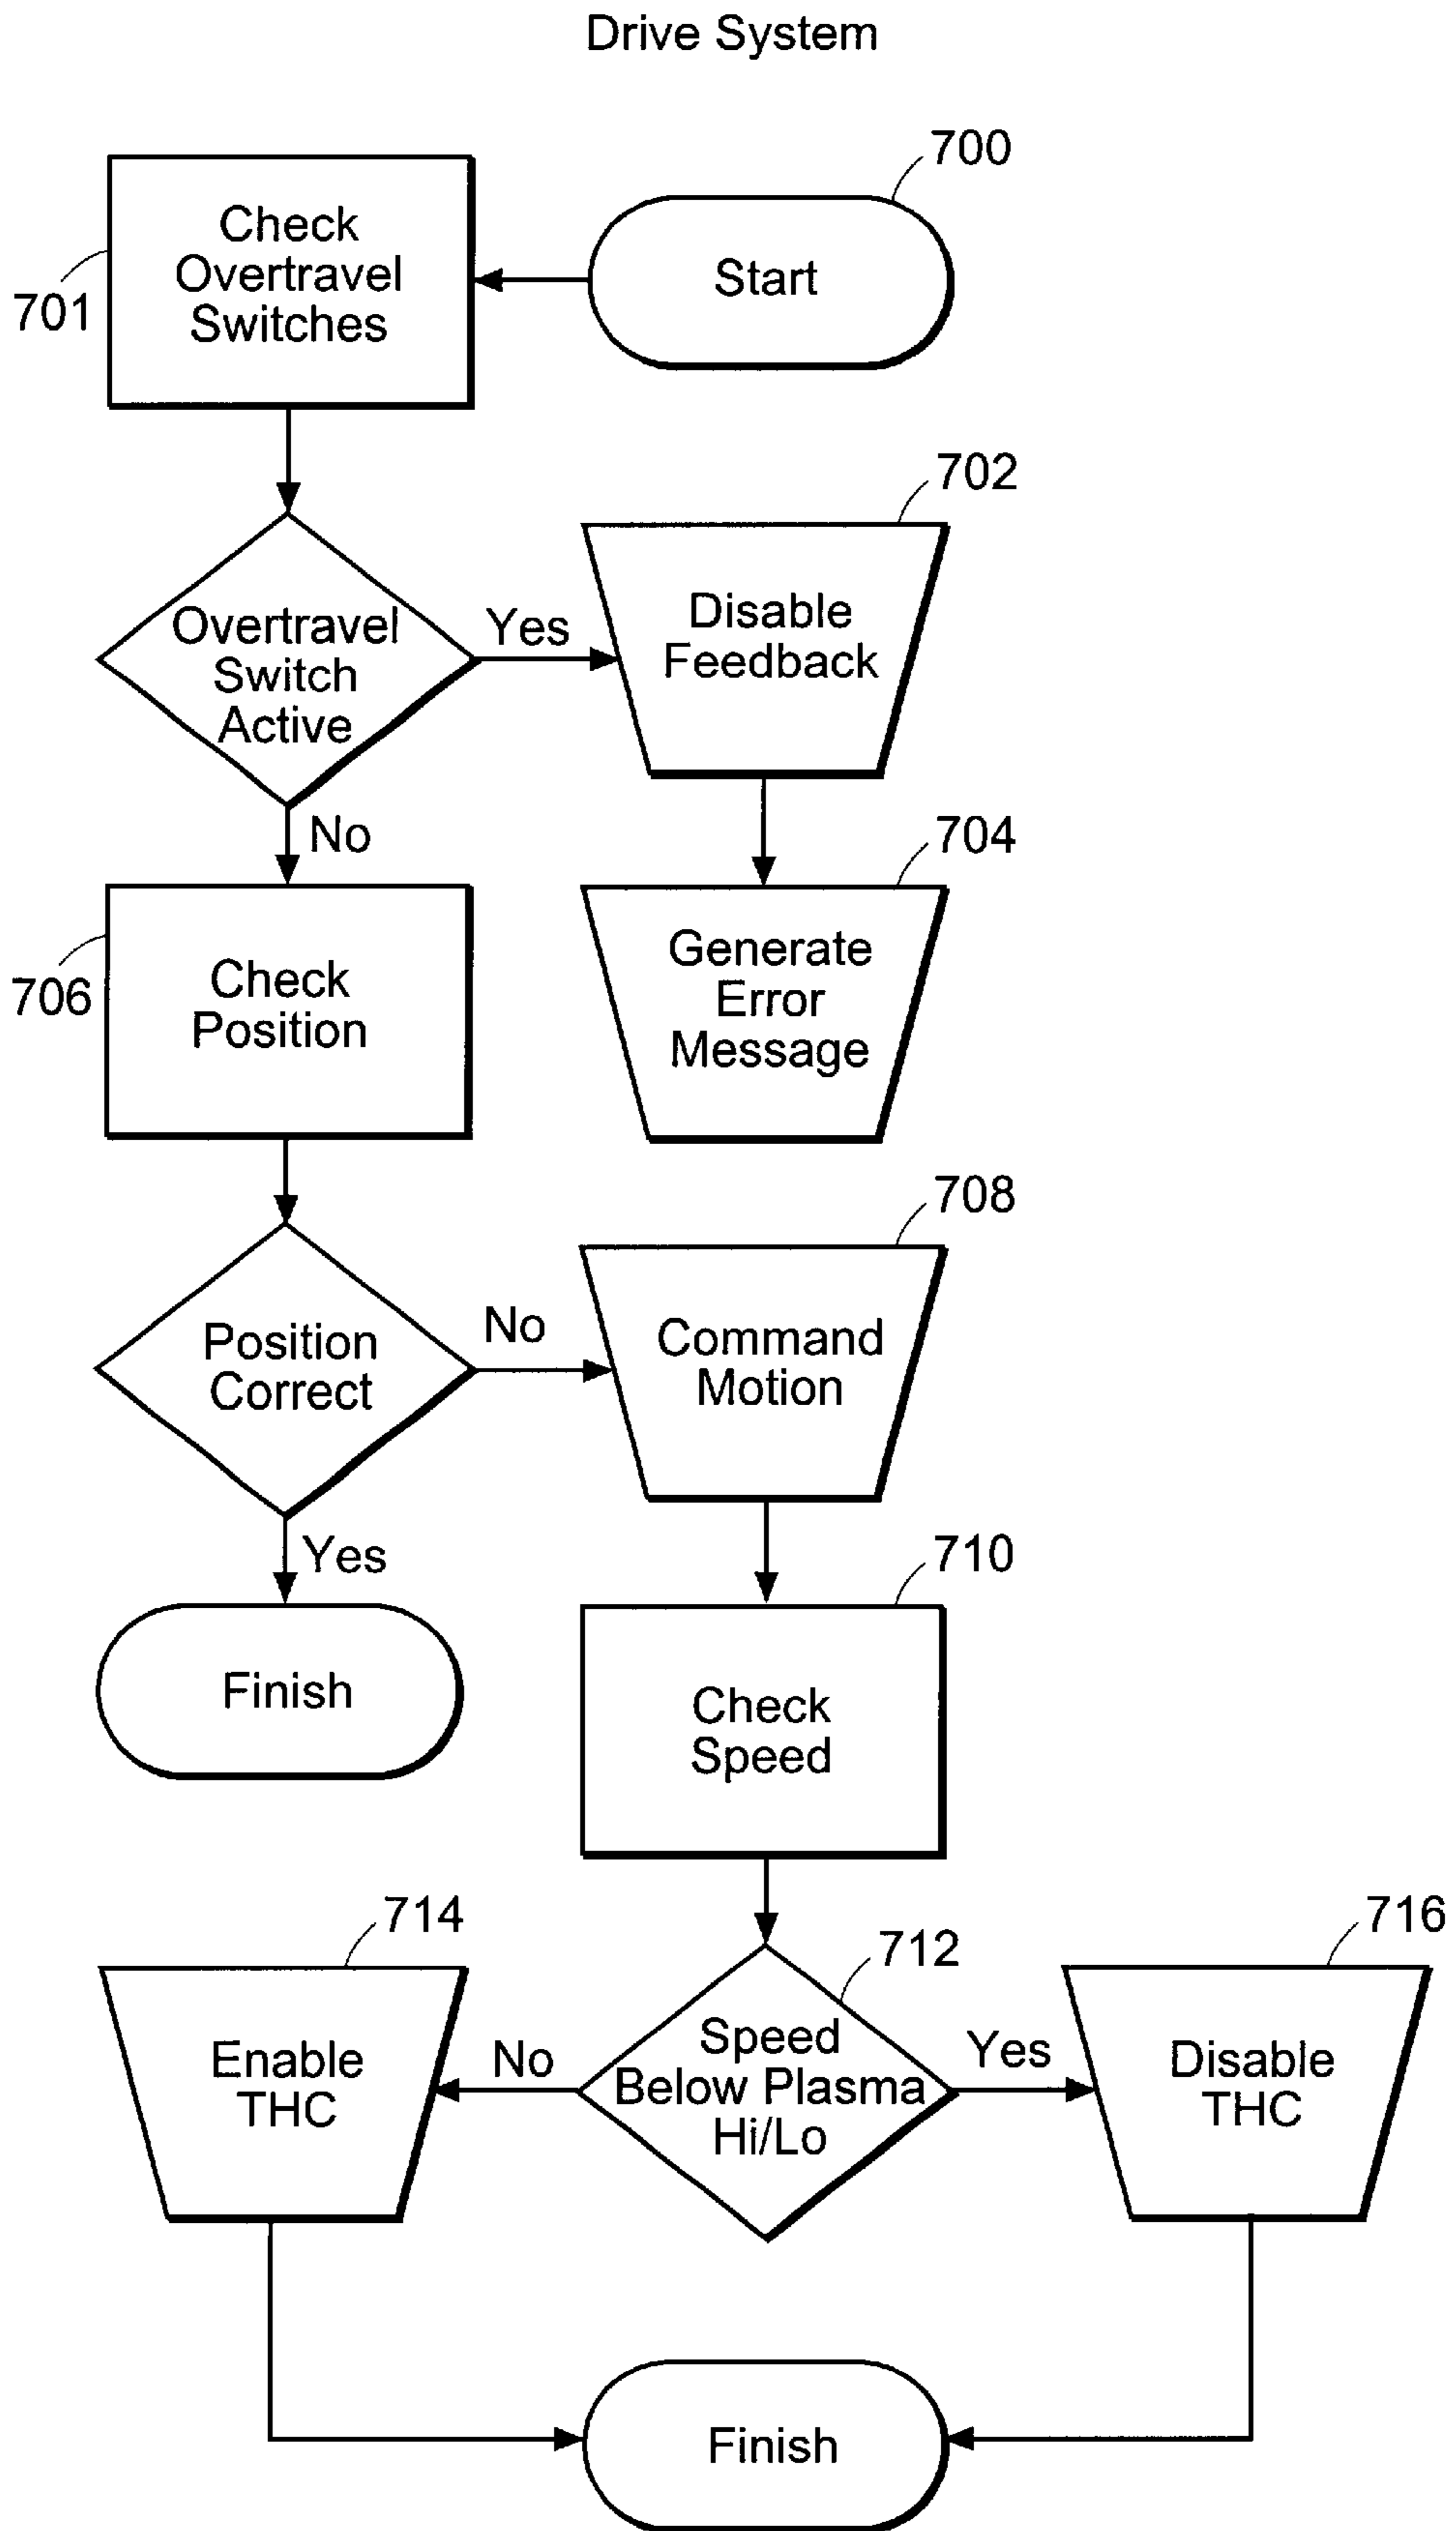 Drive System
700
Check
Overtravel
Switches
Start
701
702
Overtravel
Switch
Active
Yes
Disable
Feedback
No
704
706
Check
Position
Generate
Error
Message
708
Position
Correct
No
Command
Motion
Yes
710
Finish
Check
Speed
714
712
716
Enable
THC
No
Speed
Below Plasma
Hi/Lo
Yes
Disable
THC
Finish